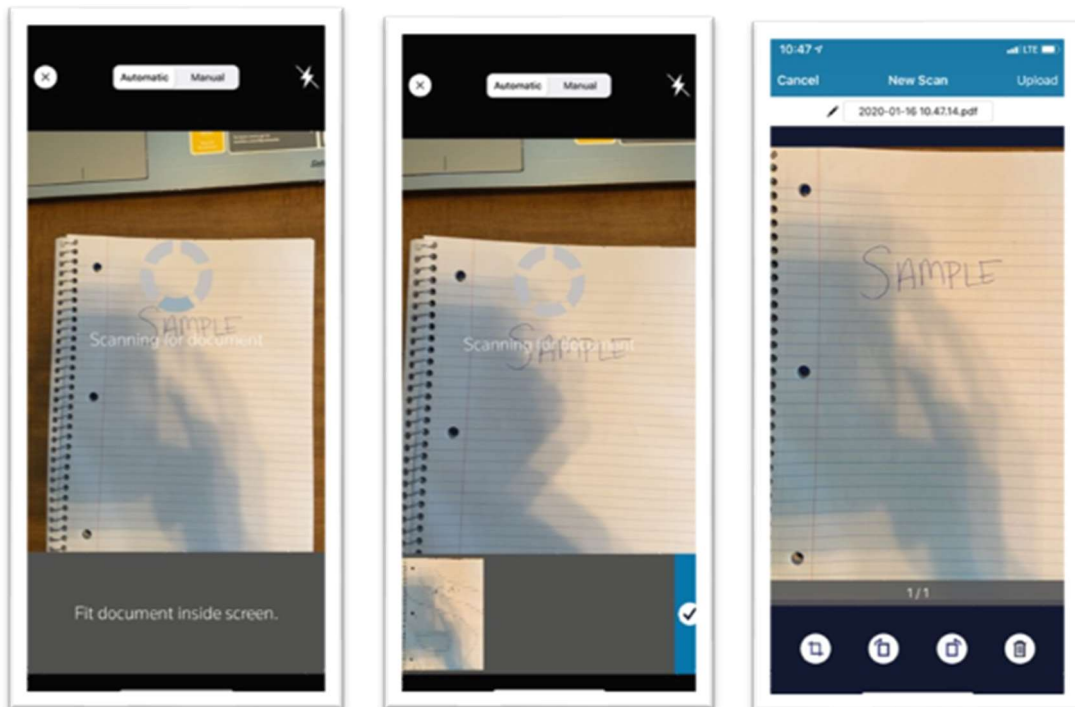 Automatic Manual
SAMPLE
Scanning for document
Fit document inside screen.
Automatic Manual
Scanning for document
SAMPLE
10:47 LTE
Cancel New Scan Upload
2020-01-16 10.47.14.pdf
SAMPLE
1/1